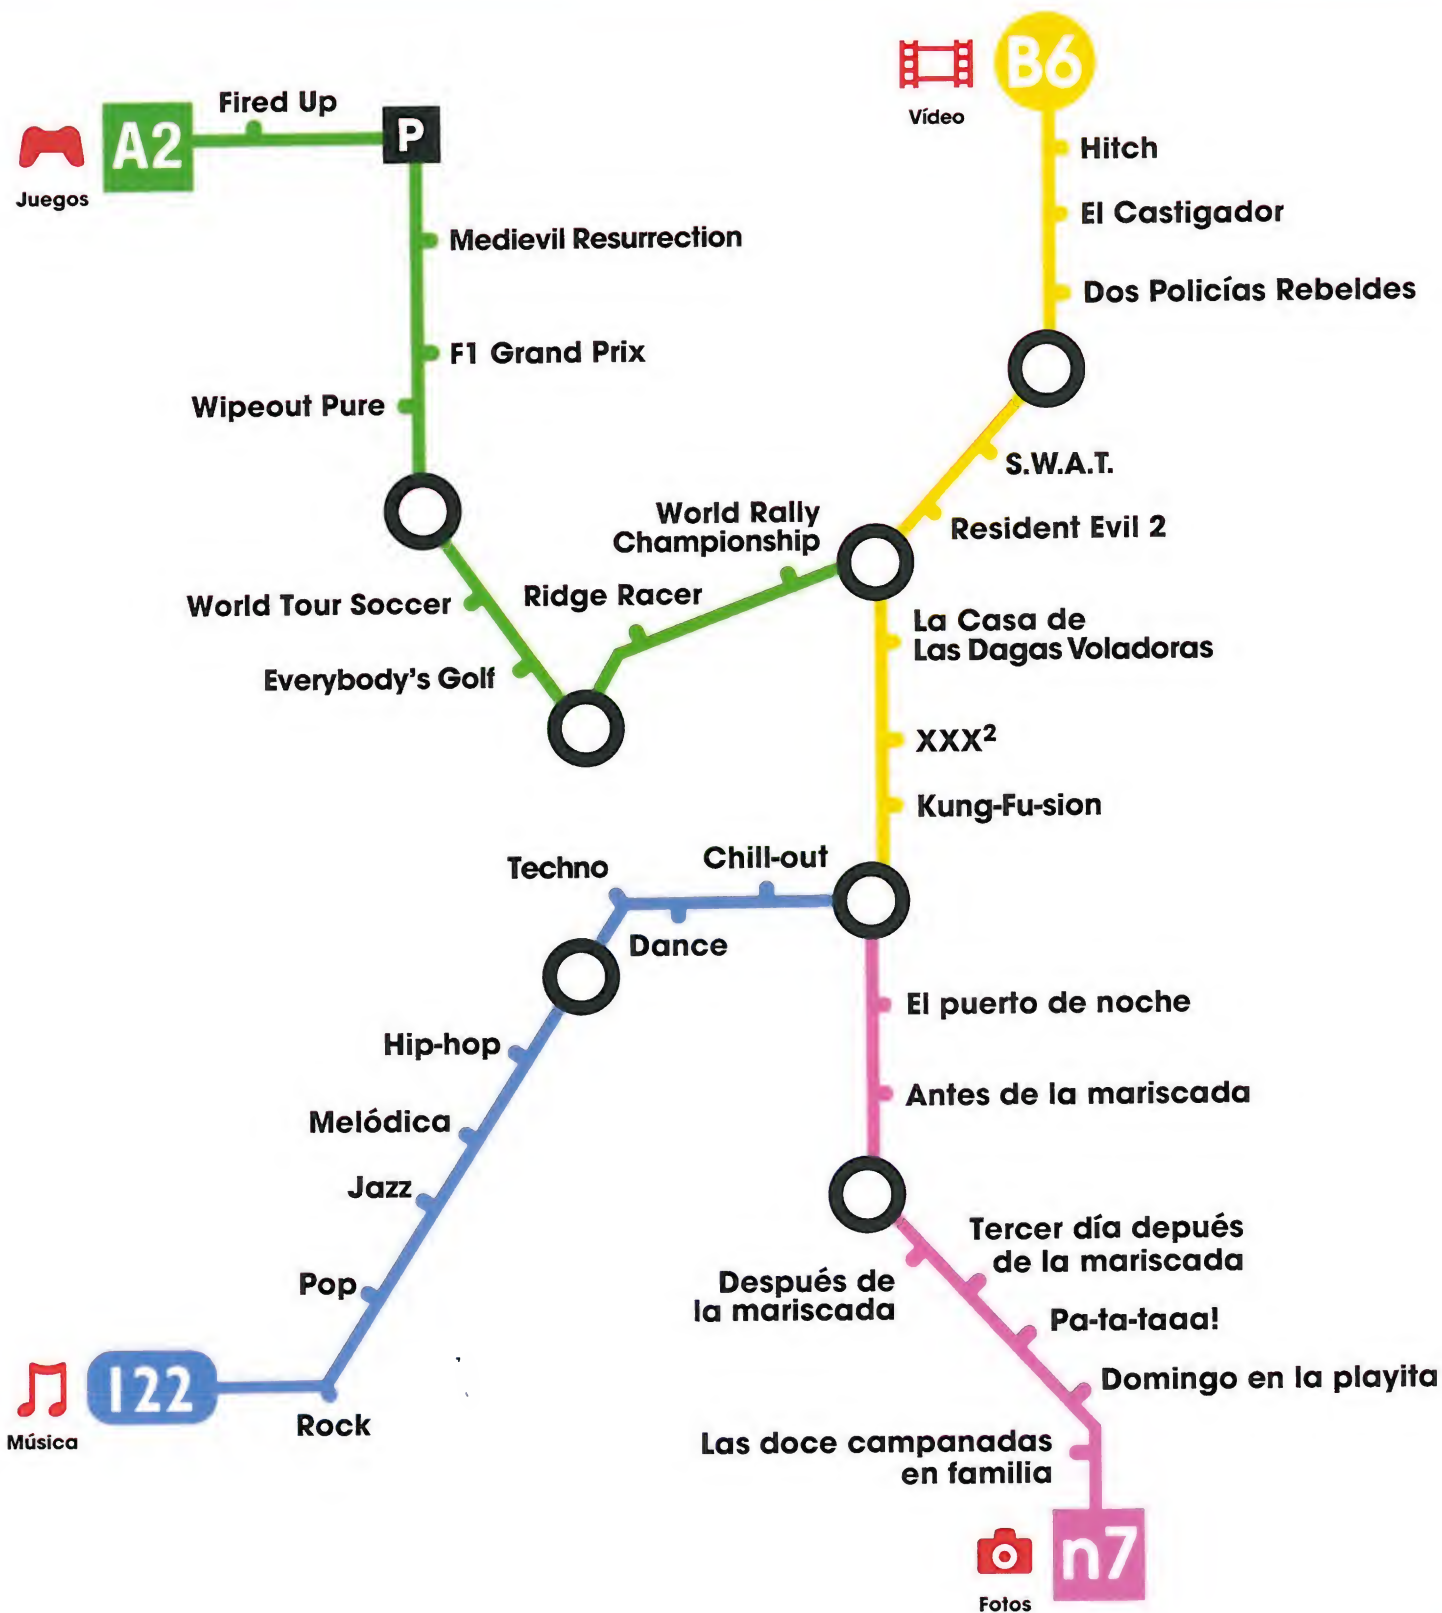 B6
Vídeo
Hitch
El Castigador
Dos Policías Rebeldes
S.W.A.T.
Resident Evil 2
La Casa de
Las Dagas Voladoras
XXX²
Kung-Fu-sion
A2
Juegos
Fired Up
P
Medievil Resurrection
F1 Grand Prix
Wipeout Pure
World Tour Soccer
Everybody's Golf
Ridge Racer
World Rally
Championship
Techno
Chill-out
Dance
Hip-hop
Melódica
Jazz
Pop
Rock
122
Música
El puerto de noche
Antes de la mariscada
Después de
la mariscada
Tercer día depués
de la mariscada
Pa-ta-taaa!
Domingo en la playita
Las doce campanadas
en familia
n7
Fotos